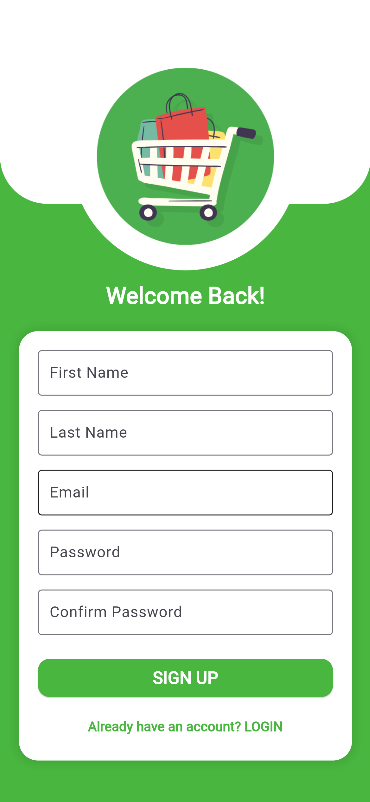 Welcome Back!
First Name
Last Name
Email
Password
Confirm Password
SIGN UP
Already have an account? LOGIN